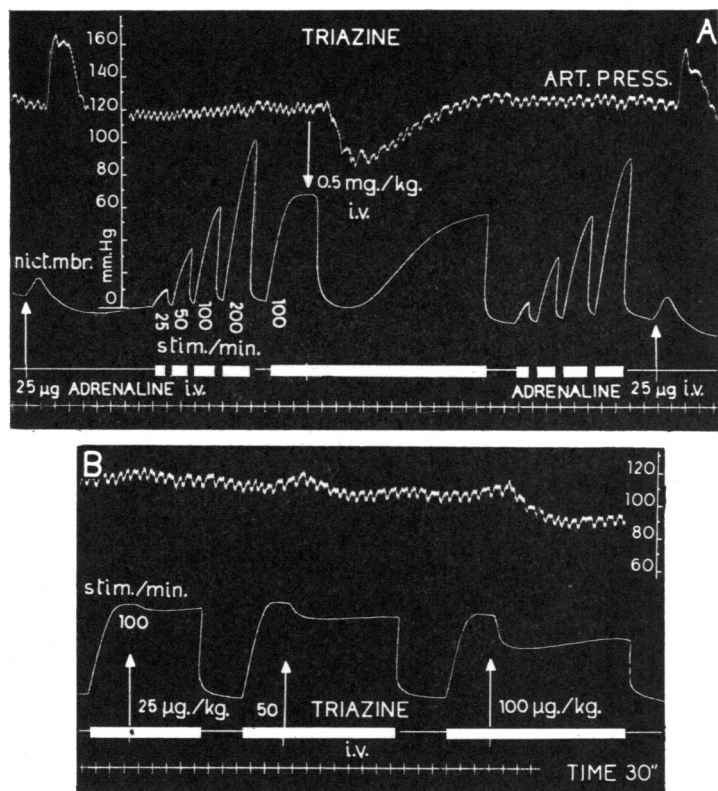 A
TRIAZINE
160
140
120
100
80
60
40
20
0 mm.Hg
ART. PRESS.
0.5 mg./kg.
i.v.
nict.mbr.
25 50 100 200 100
stim./min.
25 µg ADRENALINE i.v.
ADRENALINE 25 µg i.v.
B
120
100
80
60
stim./min.
100
25 µg./kg. 50 TRIAZINE 100 µg./kg.
i.v.
TIME 30"